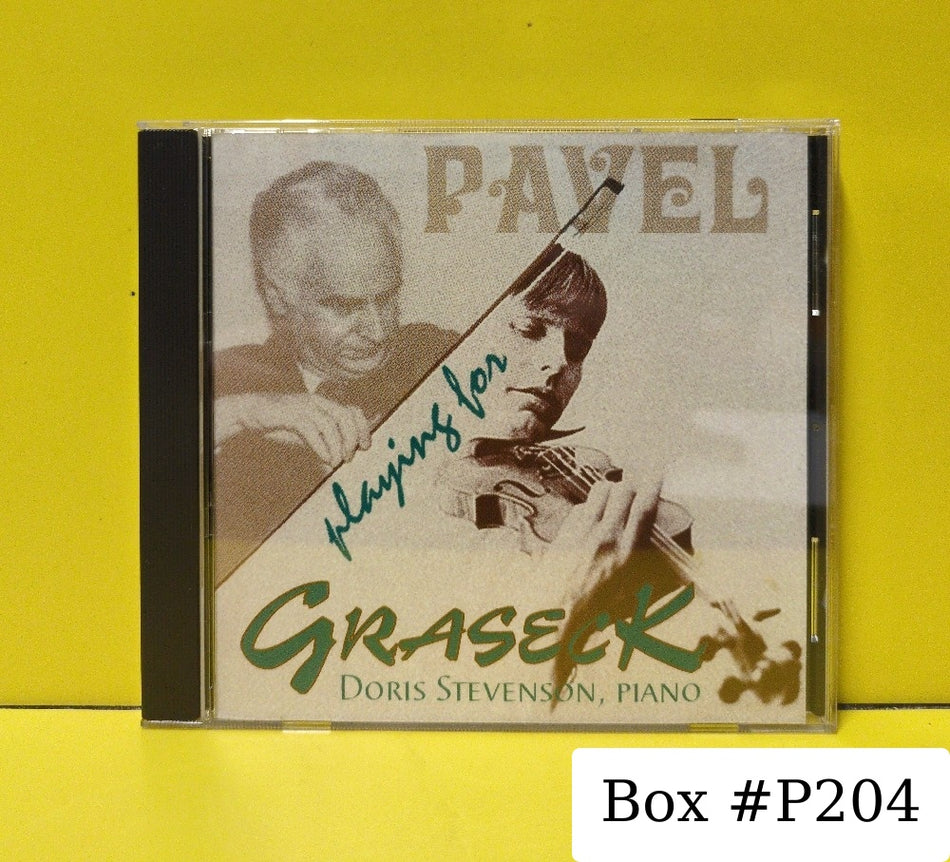 PAVEL
playing for
GRASECK
DORIS STEVENSON, PIANO
Box #P204